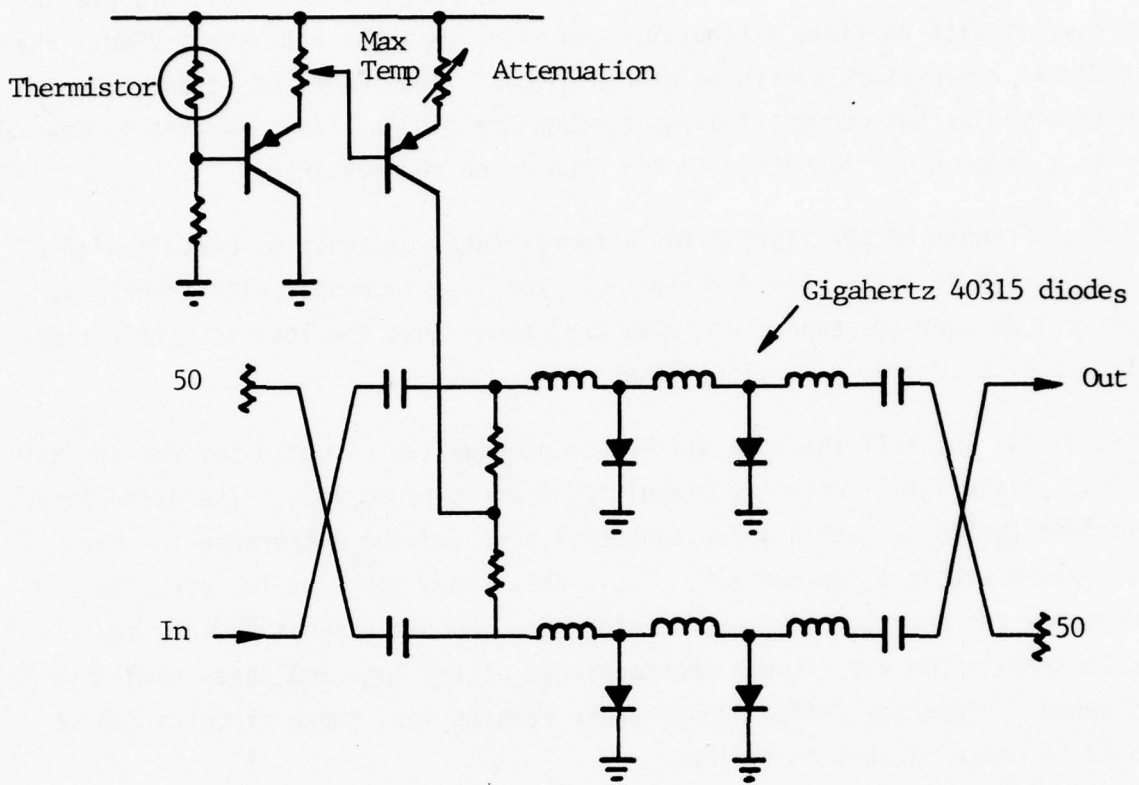 Max
Temp
Attenuation
Thermistor
Gigahertz 40315 diodes
50
Out
In
50